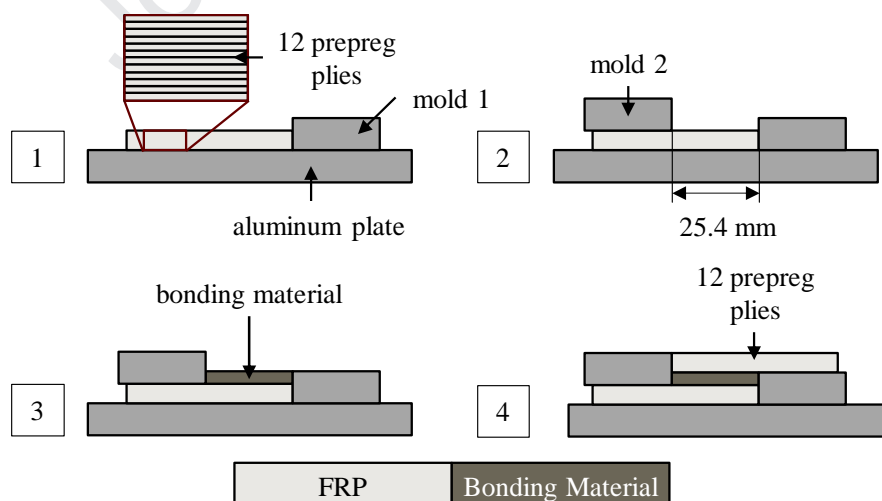 12 prepreg
plies
mold 1
1
aluminum plate
mold 2
2
25.4 mm
bonding material
3
12 prepreg
plies
4
FRP
Bonding Material